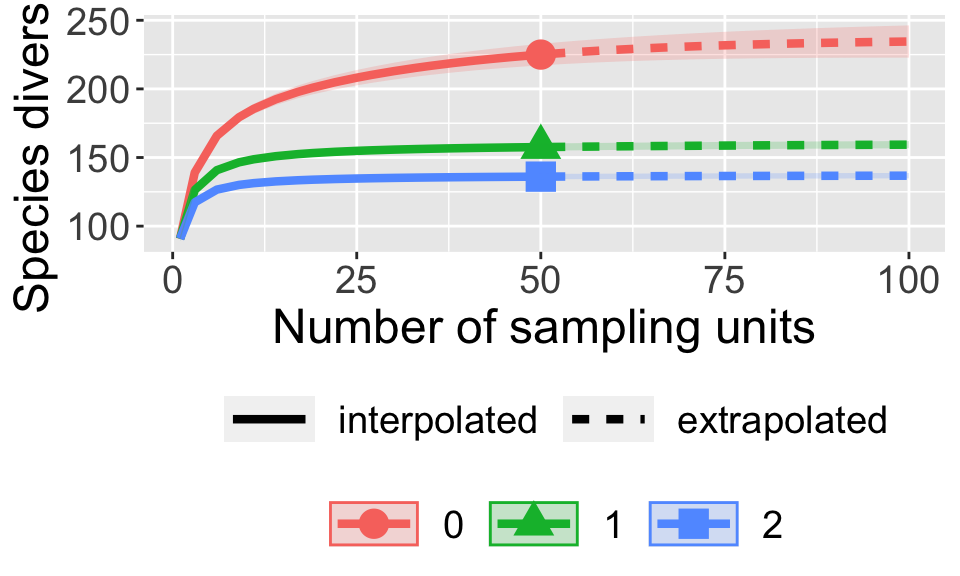 Species divers
250
200
150
100
0 25 50 75 100
Number of sampling units
interpolated extrapolated
0 1 2